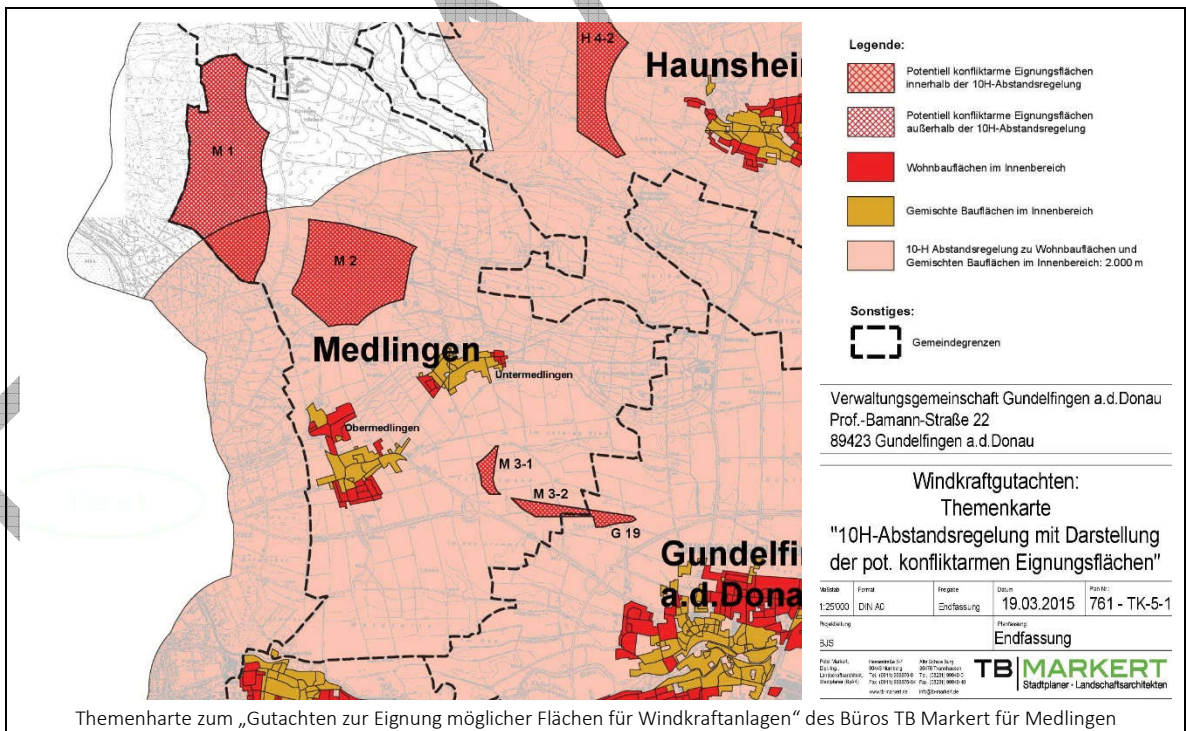 Haunshei
H 4-2
M 1
M 2
Medlingen
Untermedlingen
Obermedlingen
M 3-1
M 3-2
G 19
Gundelfi
a.d.Dona
Legende:
Potentiell konfliktarme Eignungsflächen
innerhalb der 10H-Abstandsregelung
Potentiell konfliktarme Eignungsflächen
außerhalb der 10H-Abstandsregelung
Wohnbauflächen im Innenbereich
Gemischte Bauflächen im Innenbereich
10-H Abstandsregelung zu Wohnbauflächen und
Gemischten Bauflächen im Innenbereich: 2.000 m
Sonstiges:
Gemeindegrenzen
Verwaltungsgemeinschaft Gundelfingen a.d.Donau
Prof.-Bamann-Straße 22
89423 Gundelfingen a.d.Donau
Windkraftgutachten:
Themenkarte
"10H-Abstandsregelung mit Darstellung
der pot. konfliktarmen Eignungsflächen"
Maßstab Format Freigabe Datum Plan Nr.:
1:25'000 DIN A0 Endfassung 19.03.2015 761 - TK-5-1
Projektleitung Planfassung
BJS Endfassung
TB|MARKERT
Stadtplaner · Landschaftsarchitekten
Themenharte zum „Gutachten zur Eignung möglicher Flächen für Windkraftanlagen“ des Büros TB Markert für Medlingen